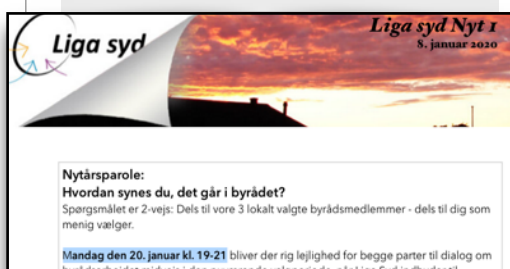 Liga syd
Liga syd Nyt 1
8. januar 2020
Nytårsparole:
Hvordan synes du, det går i byrådet?
Spørgsmålet er 2-vejs: Dels til vore 3 lokalt valgte byrådsmedlemmer - dels til dig som
menig vælger.
Mandag den 20. januar kl. 19-21 bliver der rig lejlighed for begge parter til dialog om